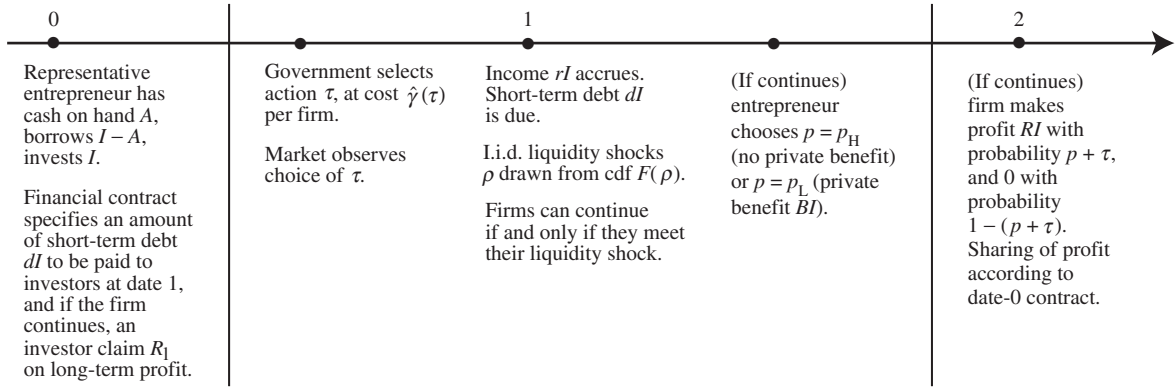 0
Representative
entrepreneur has
cash on hand A,
borrows I – A,
invests I.
Financial contract
specifies an amount
of short-term debt
dI to be paid to
investors at date 1,
and if the firm
continues, an
investor claim R_l
on long-term profit.
Government selects
action τ, at cost γ̂(τ)
per firm.
Market observes
choice of τ.
1
Income rI accrues.
Short-term debt dI
is due.
I.i.d. liquidity shocks
ρ drawn from cdf F(ρ).
Firms can continue
if and only if they meet
their liquidity shock.
(If continues)
entrepreneur
chooses p = p_H
(no private benefit)
or p = p_L (private
benefit BI).
2
(If continues)
firm makes
profit RI with
probability p + τ,
and 0 with
probability
1 – (p + τ).
Sharing of profit
according to
date-0 contract.